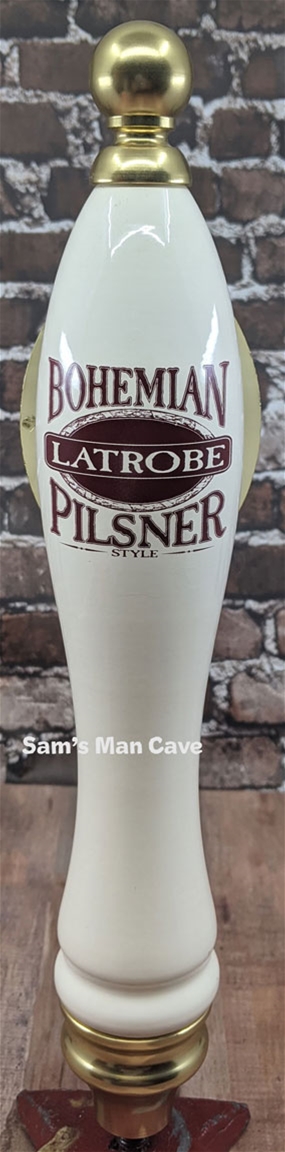 BOHEMIAN
LATROBE
PILSNER
STYLE
Sam's Man Cave